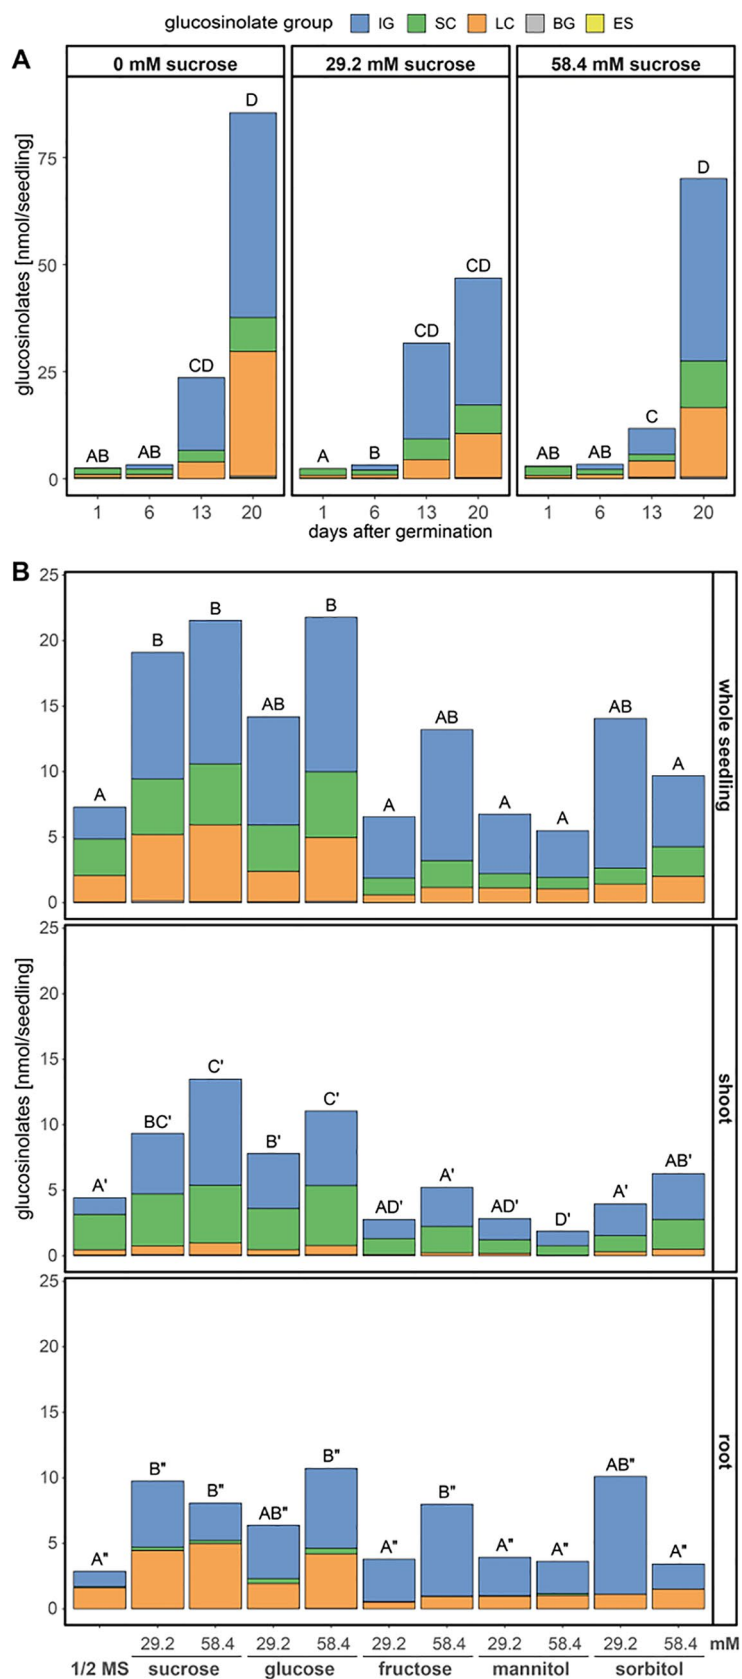 glucosinolate group IG SC LC BG ES
A
0 mM sucrose 29.2 mM sucrose 58.4 mM sucrose
glucosinolates [nmol/seedling]
75
50
25
0
D
CD
AB AB
CD
CD
A B
D
C
AB AB
1 6 13 20 1 6 13 20 1 6 13 20
days after germination
B
25
20
15
10
5
0
A B B AB B A AB A A AB A
whole seedling
glucosinolates [nmol/seedling]
25
20
15
10
5
0
A' BC' C' B' C' AD' A' AD' D' A' AB'
shoot
25
20
15
10
5
0
A" B" B" AB" B" A" B" A" A" AB" A"
root
29.2 58.4 29.2 58.4 29.2 58.4 29.2 58.4 29.2 58.4 mM
1/2 MS sucrose glucose fructose mannitol sorbitol